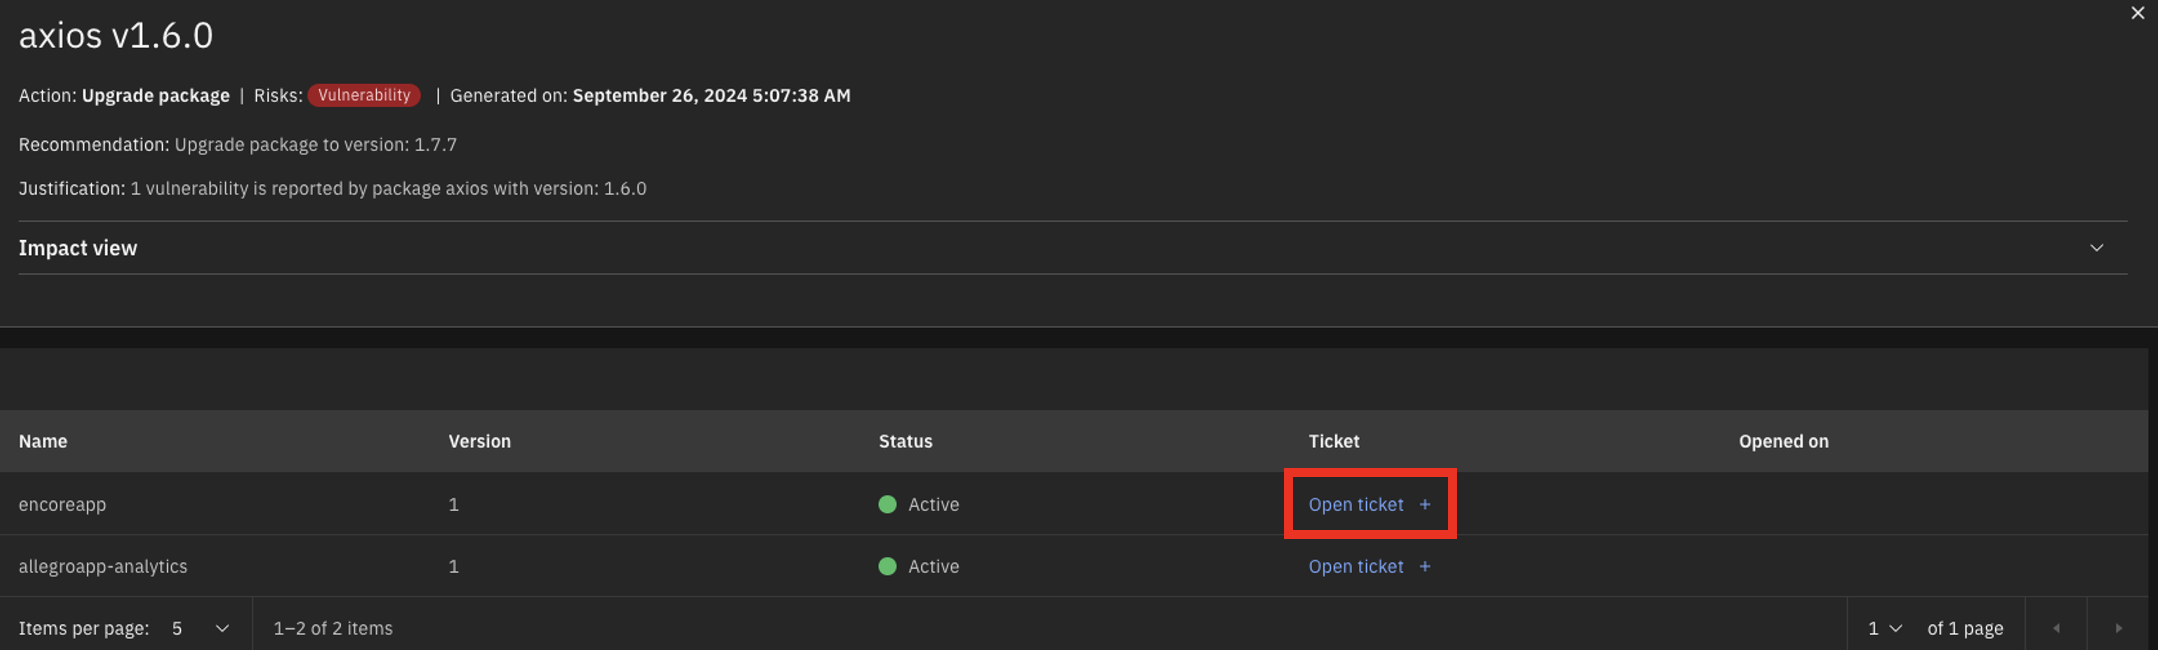 axios v1.6.0
Action: Upgrade package | Risks: Vulnerability | Generated on: September 26, 2024 5:07:38 AM
Recommendation: Upgrade package to version: 1.7.7
Justification: 1 vulnerability is reported by package axios with version: 1.6.0
Impact view
Name Version Status Ticket Opened on
encoreapp 1 Active Open ticket +
allegroapp-analytics 1 Active Open ticket +
Items per page: 5 1–2 of 2 items 1 of 1 page